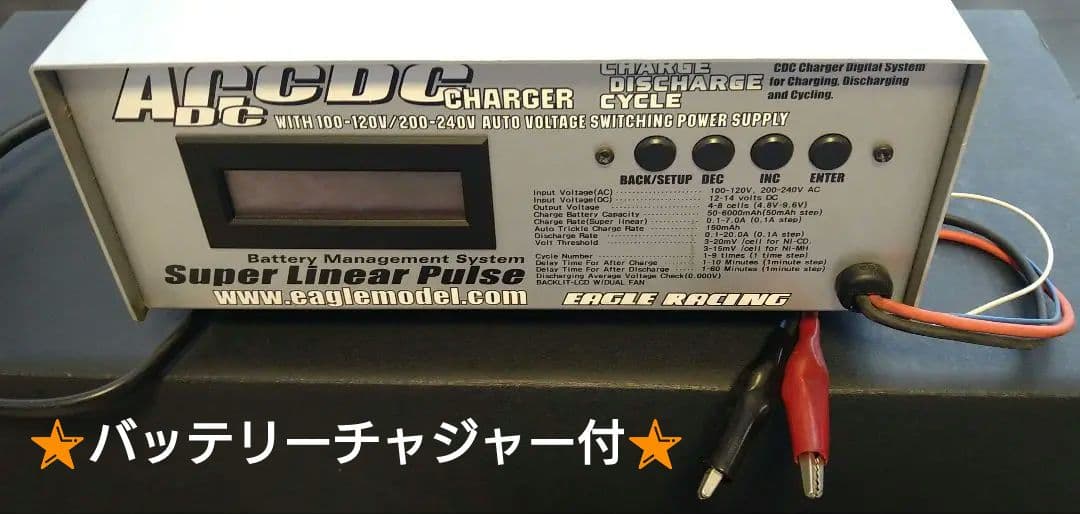 AC/DC CDC CHARGER
CHARGE
DISCHARGE
CYCLE
CDC Charger Digital System
for Charging, Discharging
and Cycling.
WITH 100-120V/200-240V AUTO VOLTAGE SWITCHING POWER SUPPLY
BACK/SETUP DEC INC ENTER
Input Voltage(AC) 100-120V, 200-240V AC
Input Voltage(DC) 12-14 volts DC
Output Voltage 4-8 cells (4.8V-9.6V)
Charge Battery Capacity 50-6000mAh(50mAh step)
Charge Rate(Super linear) 0.1-7.0A (0.1A step)
Auto Trickle Charge Rate 150mAh
Discharge Rate 0.1-20.0A (0.1A step)
Volt Threshold 3-20mV /cell for NI-CD.
3-15mV /cell for NI-MH
Cycle Number 1-9 times (1 time step)
Delay Time For After Charge 1-10 Minutes (1minute step)
Delay Time For After Discharge 1-60 Minutes (1minute step)
Discharging Average Voltage Check(0.000V)
BACKLIT-LCD W/DUAL FAN
Battery Management System
Super Linear Pulse
www.eaglemodel.com
EAGLE RACING
★バッテリーチャジャー付★